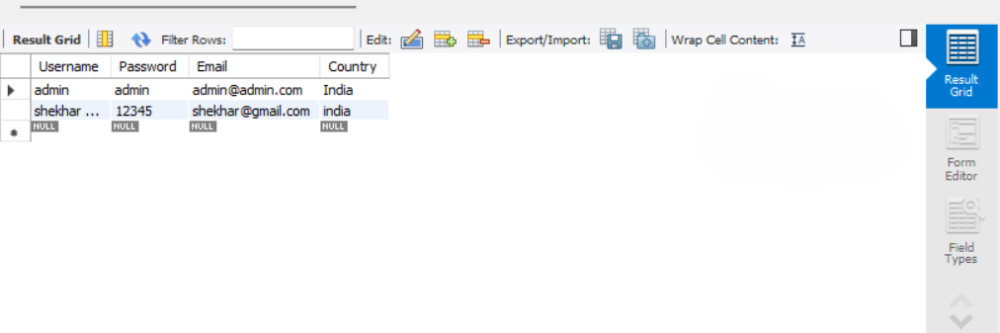 Result Grid Filter Rows: Edit: Export/Import: Wrap Cell Content: IA
Username Password Email Country
admin admin admin@admin.com India
shekhar ... 12345 shekhar@gmail.com india
NULL NULL NULL NULL
Result
Grid
Form
Editor
Field
Types